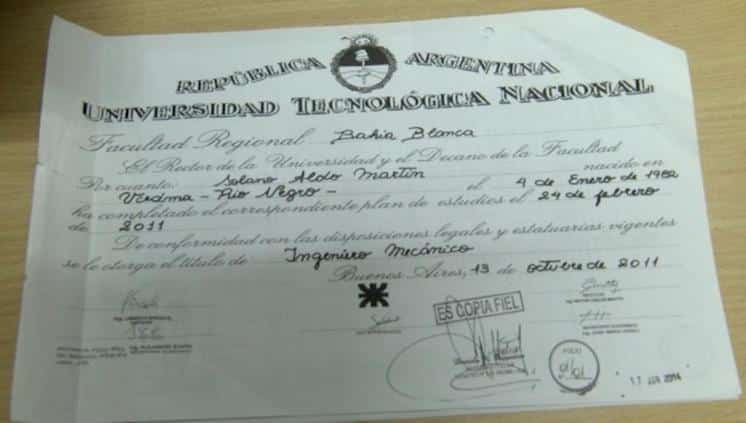 REPÚBLICA ARGENTINA
UNIVERSIDAD TECNOLÓGICA NACIONAL
Facultad Regional Bahía Blanca
El Rector de la Universidad y el Decano de la Facultad
Por cuanto: Solano Aldo Martín nacido en
Viedma - Río Negro - el 4 de Enero de 1982
ha completado el correspondiente plan de estudios el 24 de febrero
de 2011
De conformidad con las disposiciones legales y estatuarias vigentes
se le otorga el título de Ingeniero Mecánico
Buenos Aires, 13 de octubre de 2011
ES COPIA FIEL
FOLIO
2014